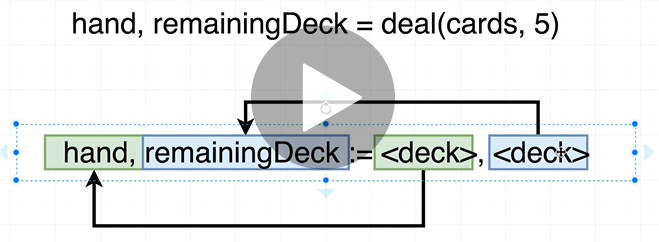 hand, remainingDeck = deal(cards, 5)
hand, remainingDeck := <deck>, <deck>